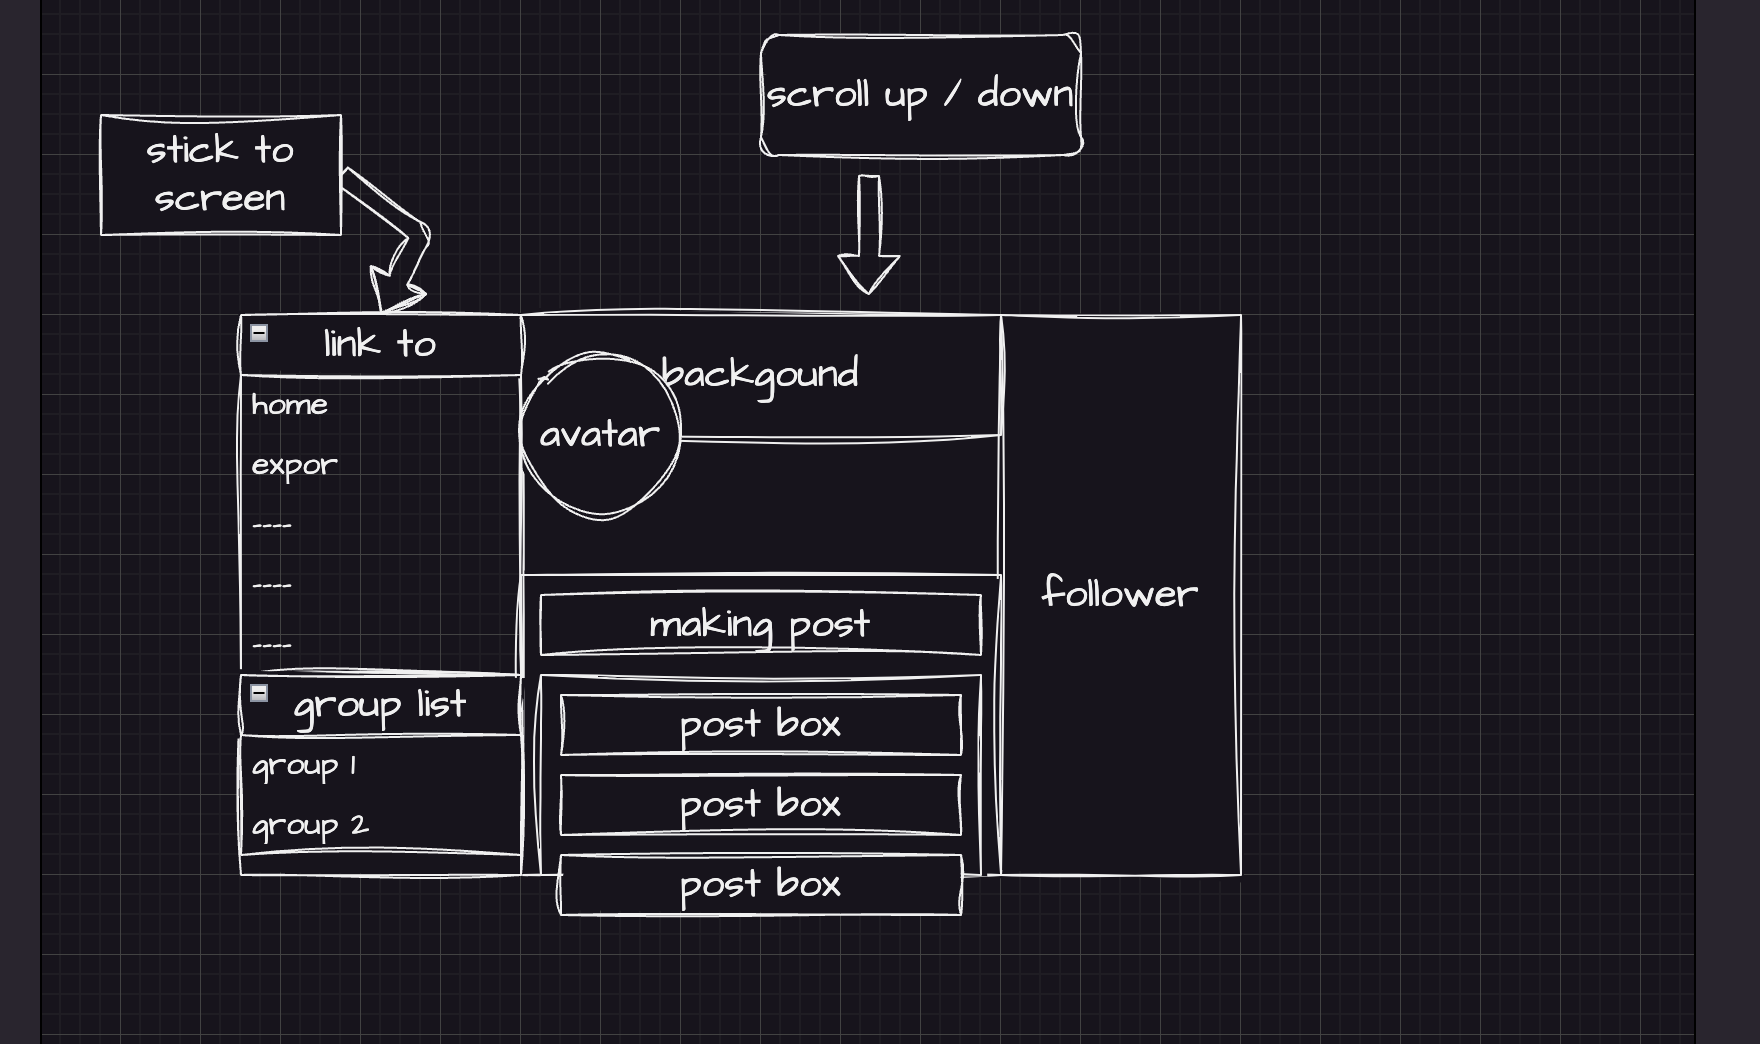 scroll up / down
stick to
screen
link to
home
expor
----
----
----
group list
group 1
group 2
backgound
avatar
making post
post box
post box
post box
follower